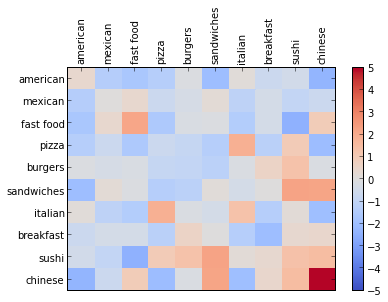 american mexican fast food pizza burgers sandwiches italian breakfast sushi chinese
american
mexican
fast food
pizza
burgers
sandwiches
italian
breakfast
sushi
chinese
5
4
3
2
1
0
−1
−2
−3
−4
−5